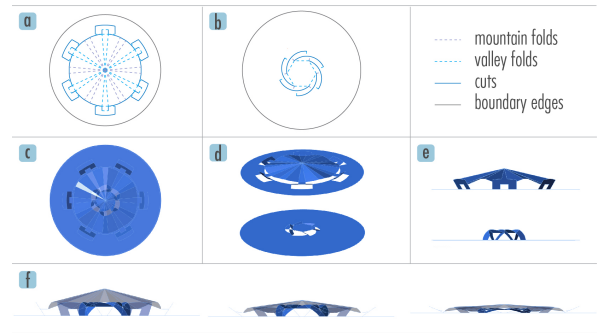 a
b
mountain folds
valley folds
cuts
boundary edges
c
d
e
f